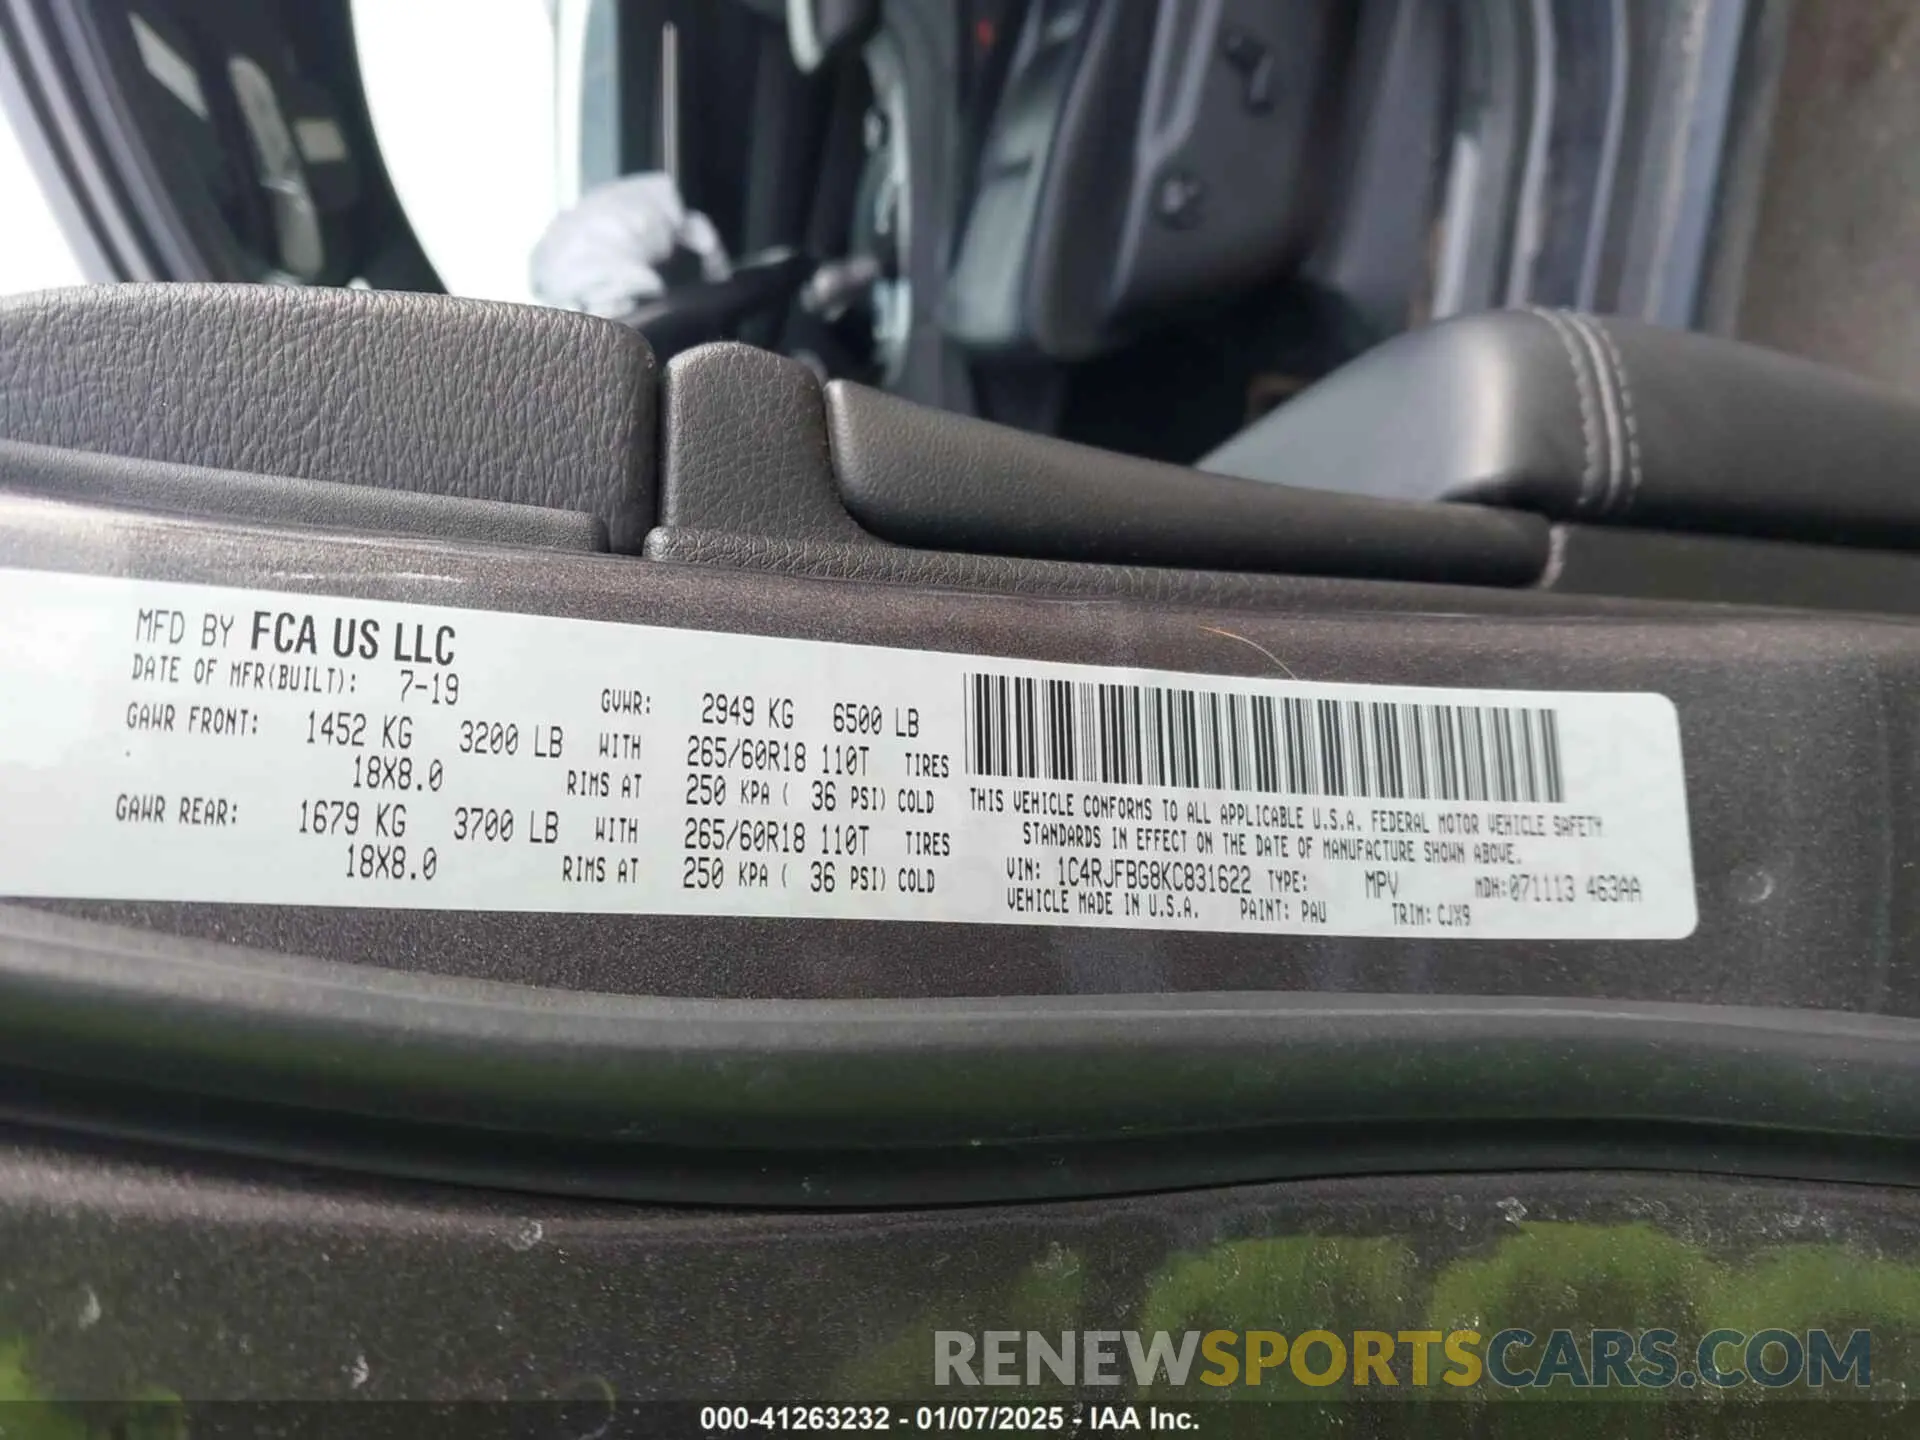 MFD BY FCA US LLC
DATE OF MFR(BUILT): 7-19
GVWR: 2949 KG 6500 LB
GAWR FRONT: 1452 KG 3200 LB WITH 265/60R18 110T TIRES
18X8.0 RIMS AT 250 KPA ( 36 PSI) COLD
GAWR REAR: 1679 KG 3700 LB WITH 265/60R18 110T TIRES
18X8.0 RIMS AT 250 KPA ( 36 PSI) COLD
THIS VEHICLE CONFORMS TO ALL APPLICABLE U.S.A. FEDERAL MOTOR VEHICLE SAFETY
STANDARDS IN EFFECT ON THE DATE OF MANUFACTURE SHOWN ABOVE.
VIN: 1C4RJFBG8KC831622 TYPE: MPV MDH:071113 463AA
VEHICLE MADE IN U.S.A. PAINT: PAU TRIM: CJX9
RENEWSPORTSCARS.COM
000-41263232 - 01/07/2025 - IAA Inc.